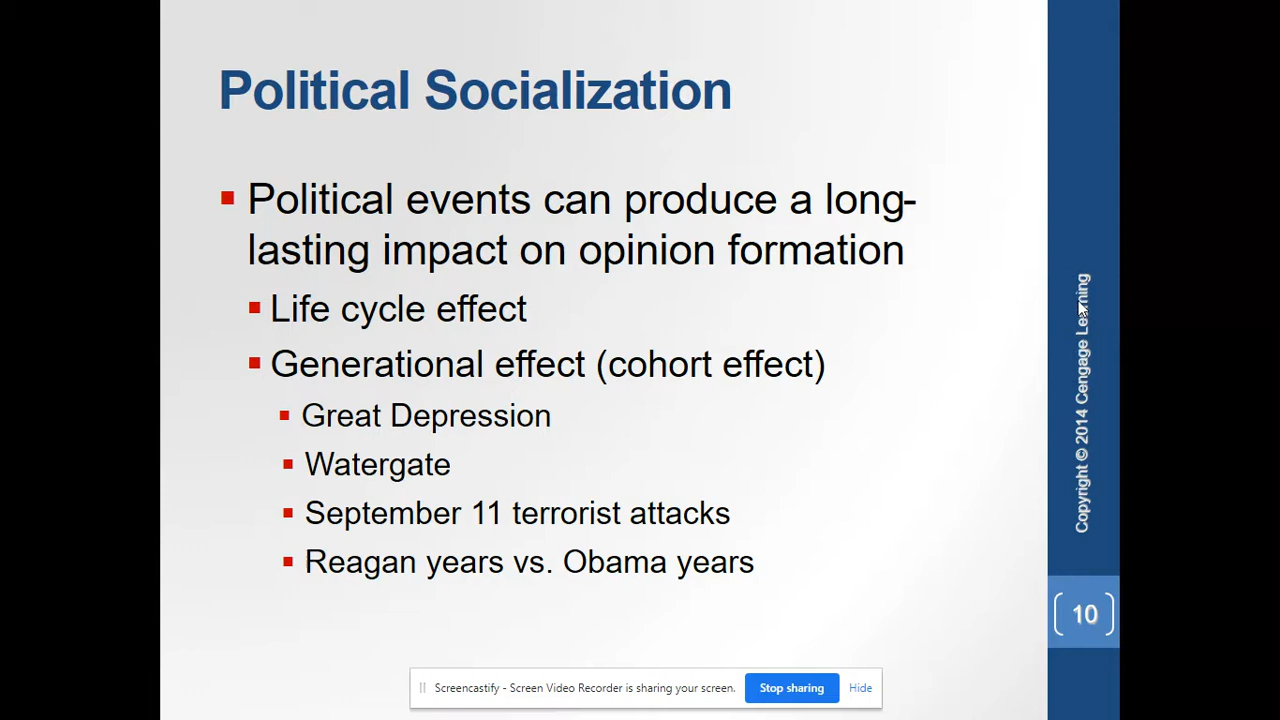 Political Socialization
Political events can produce a long-
lasting impact on opinion formation
Life cycle effect
Generational effect (cohort effect)
Great Depression
Watergate
September 11 terrorist attacks
Reagan years vs. Obama years
Copyright © 2014 Cengage Learning
10
Screencastify - Screen Video Recorder is sharing your screen. Stop sharing Hide